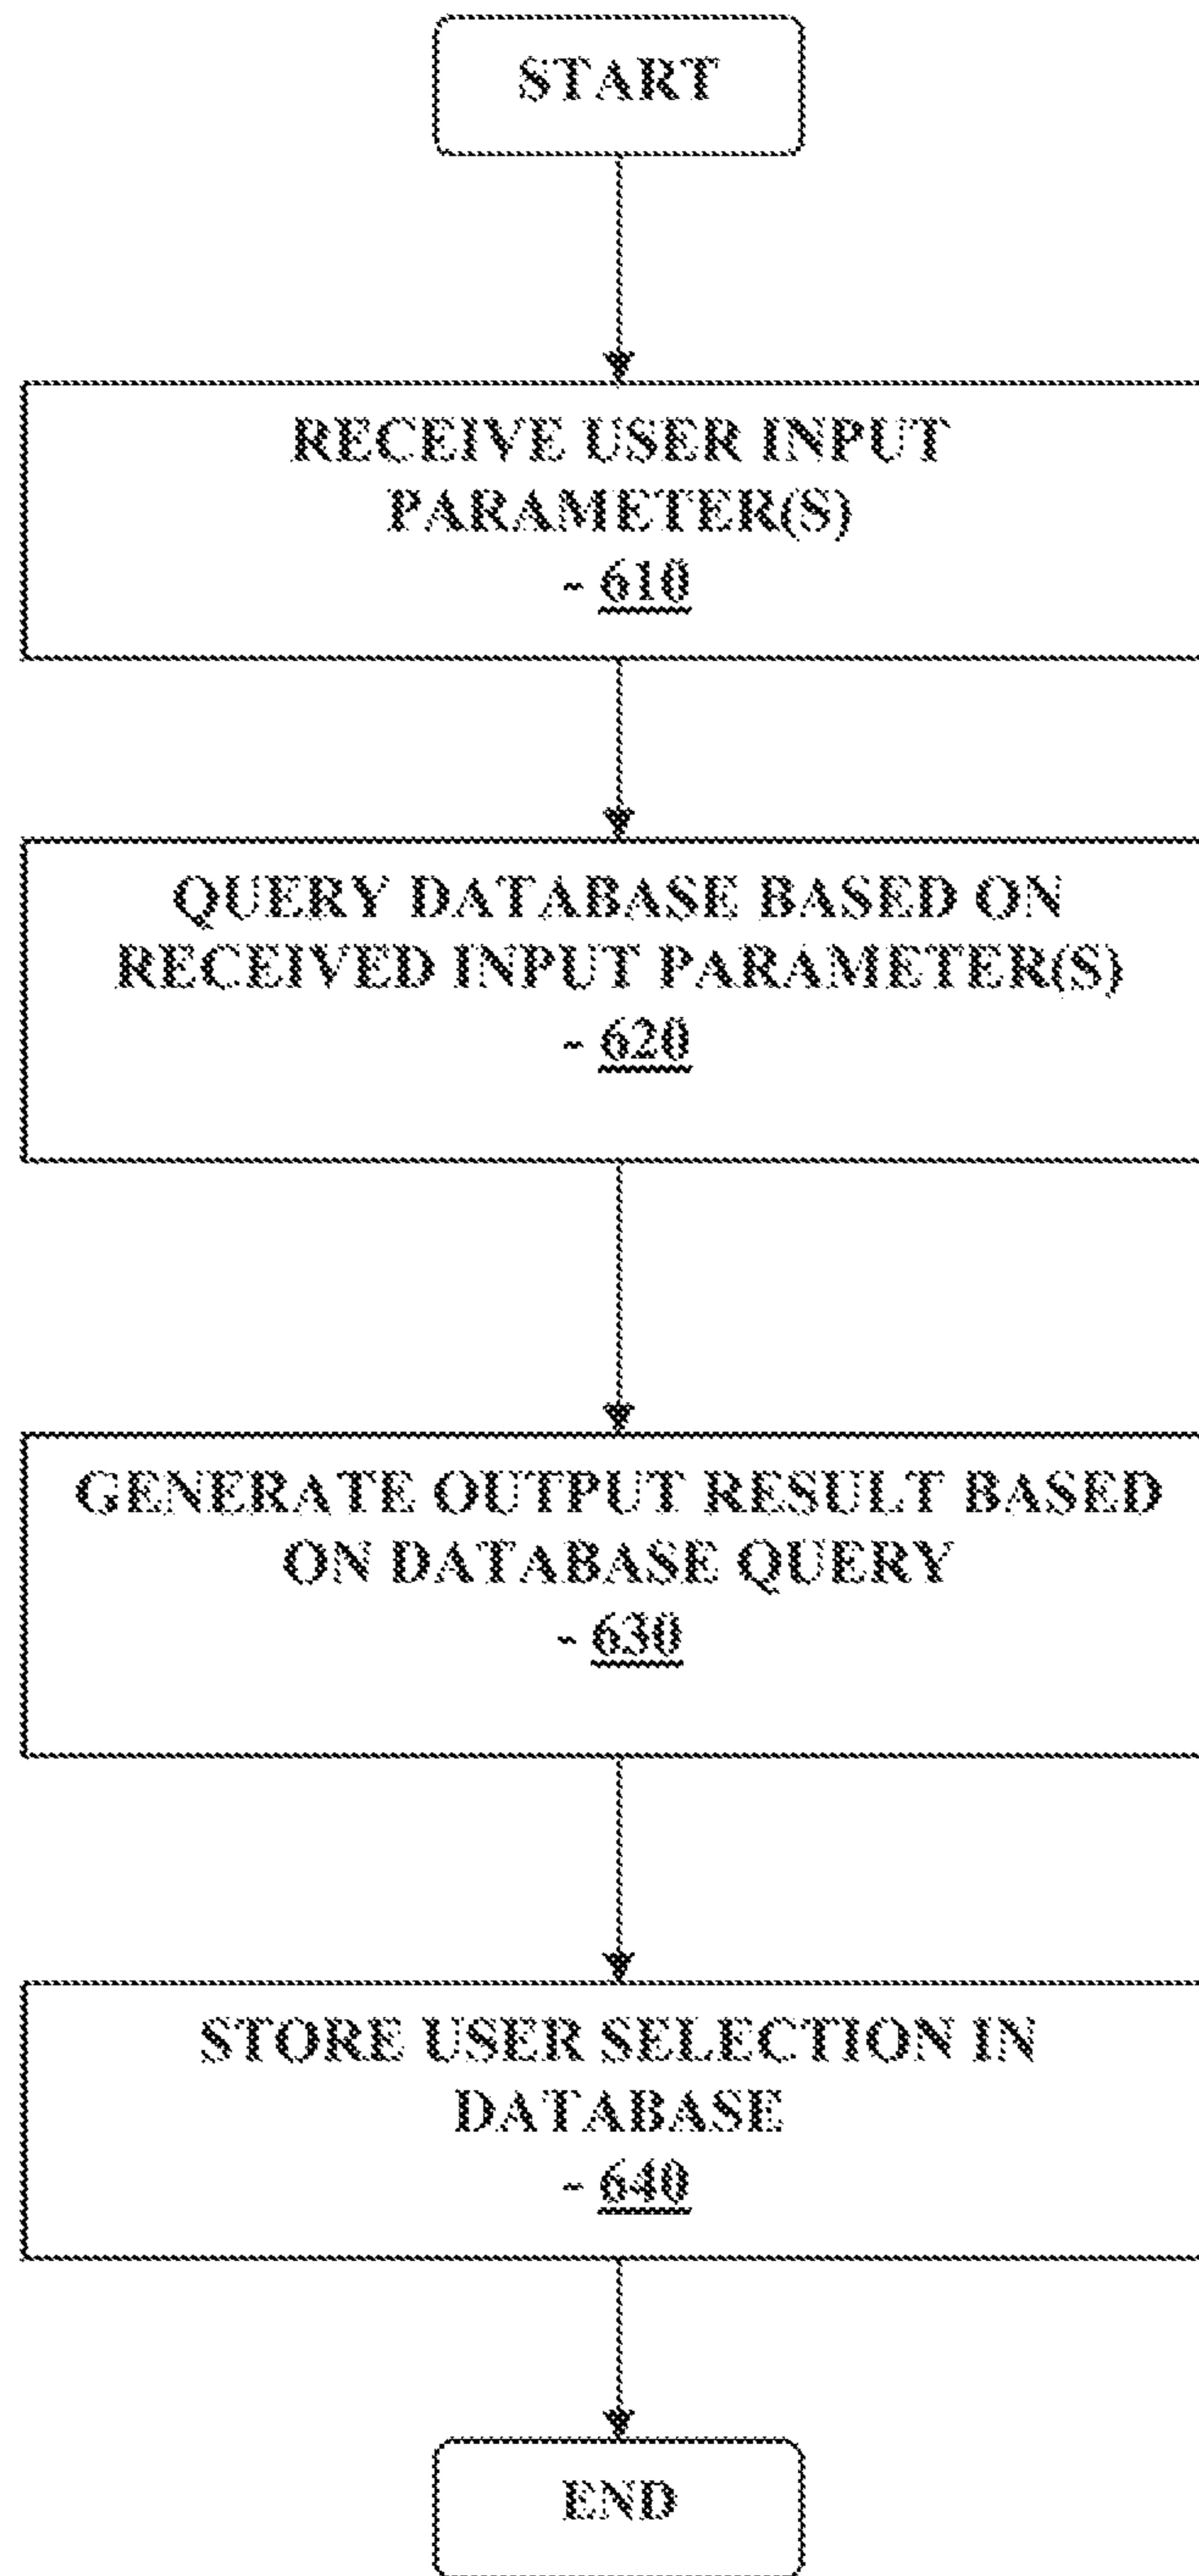 START
RECEIVE USER INPUT
PARAMETER(S)
- 610
QUERY DATABASE BASED ON
RECEIVED INPUT PARAMETER(S)
- 620
GENERATE OUTPUT RESULT BASED
ON DATABASE QUERY
- 630
STORE USER SELECTION IN
DATABASE
- 640
END